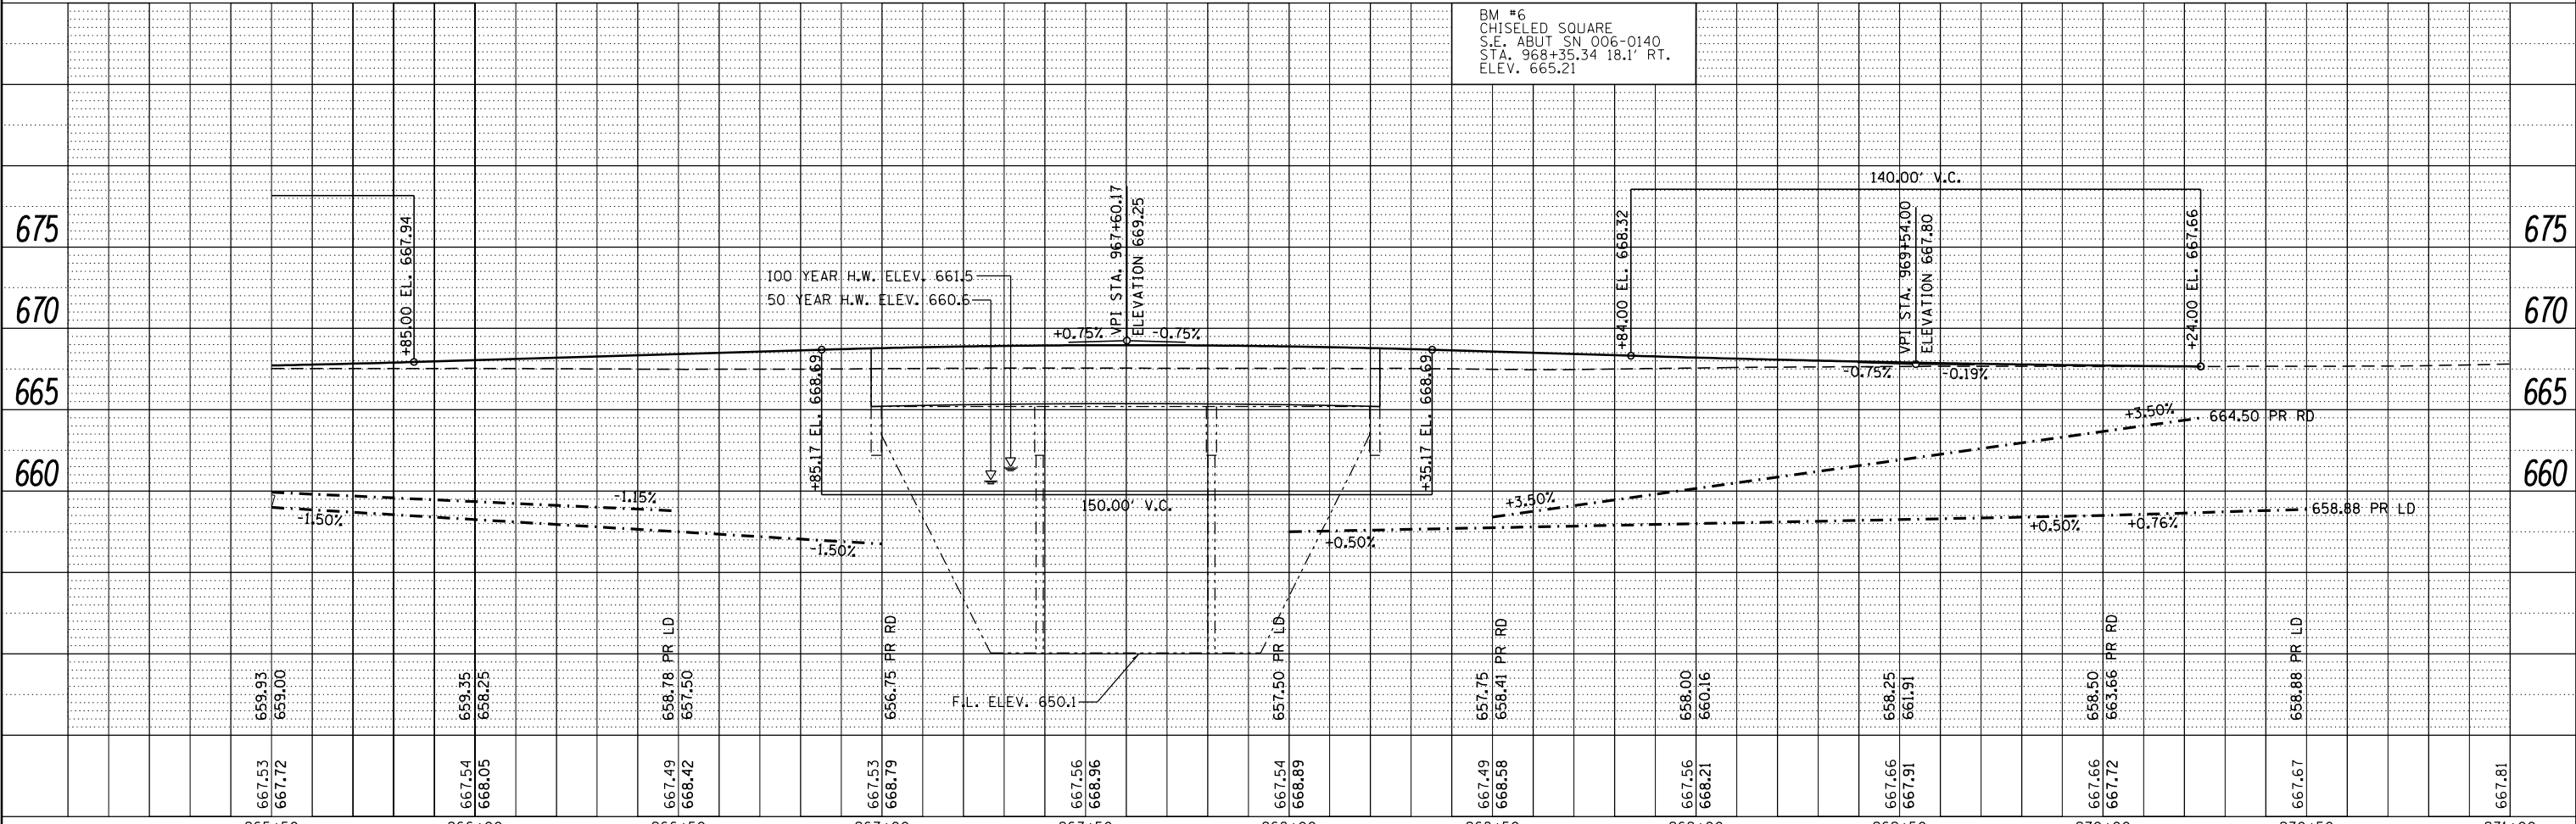 BM #6
CHISELED SQUARE
S.E. ABUT SN 006-0140
STA. 968+35.34 18.1' RT.
ELEV. 665.21
140.00' V.C.
675
675
+85.00 EL. 667.94
VPI STA. 967+60.17
ELEVATION 669.25
+84.00 EL. 668.32
VPI STA. 969+54.00
ELEVATION 667.80
+24.00 EL. 667.66
100 YEAR H.W. ELEV. 661.5
50 YEAR H.W. ELEV. 660.6
670
670
+0.75%
-0.75%
+85.17 EL. 668.69
+35.17 EL. 668.69
-0.75%
-0.19%
665
665
+3.50%
664.50 PR RD
660
660
-1.15%
-1.50%
-1.50%
150.00' V.C.
+3.50%
+0.50%
+0.50%
+0.76%
658.88 PR LD
F.L. ELEV. 650.1
659.93
659.00
659.35
658.25
658.78 PR LD
657.50
656.75 PR RD
657.50 PR LD
657.75
658.41 PR RD
658.00
660.16
658.25
661.91
658.50
663.66 PR RD
658.88 PR LD
667.53
667.72
667.54
668.05
667.49
668.42
667.53
668.79
667.56
668.96
667.54
668.89
667.49
668.58
667.56
668.21
667.66
667.91
667.66
667.72
667.67
667.81